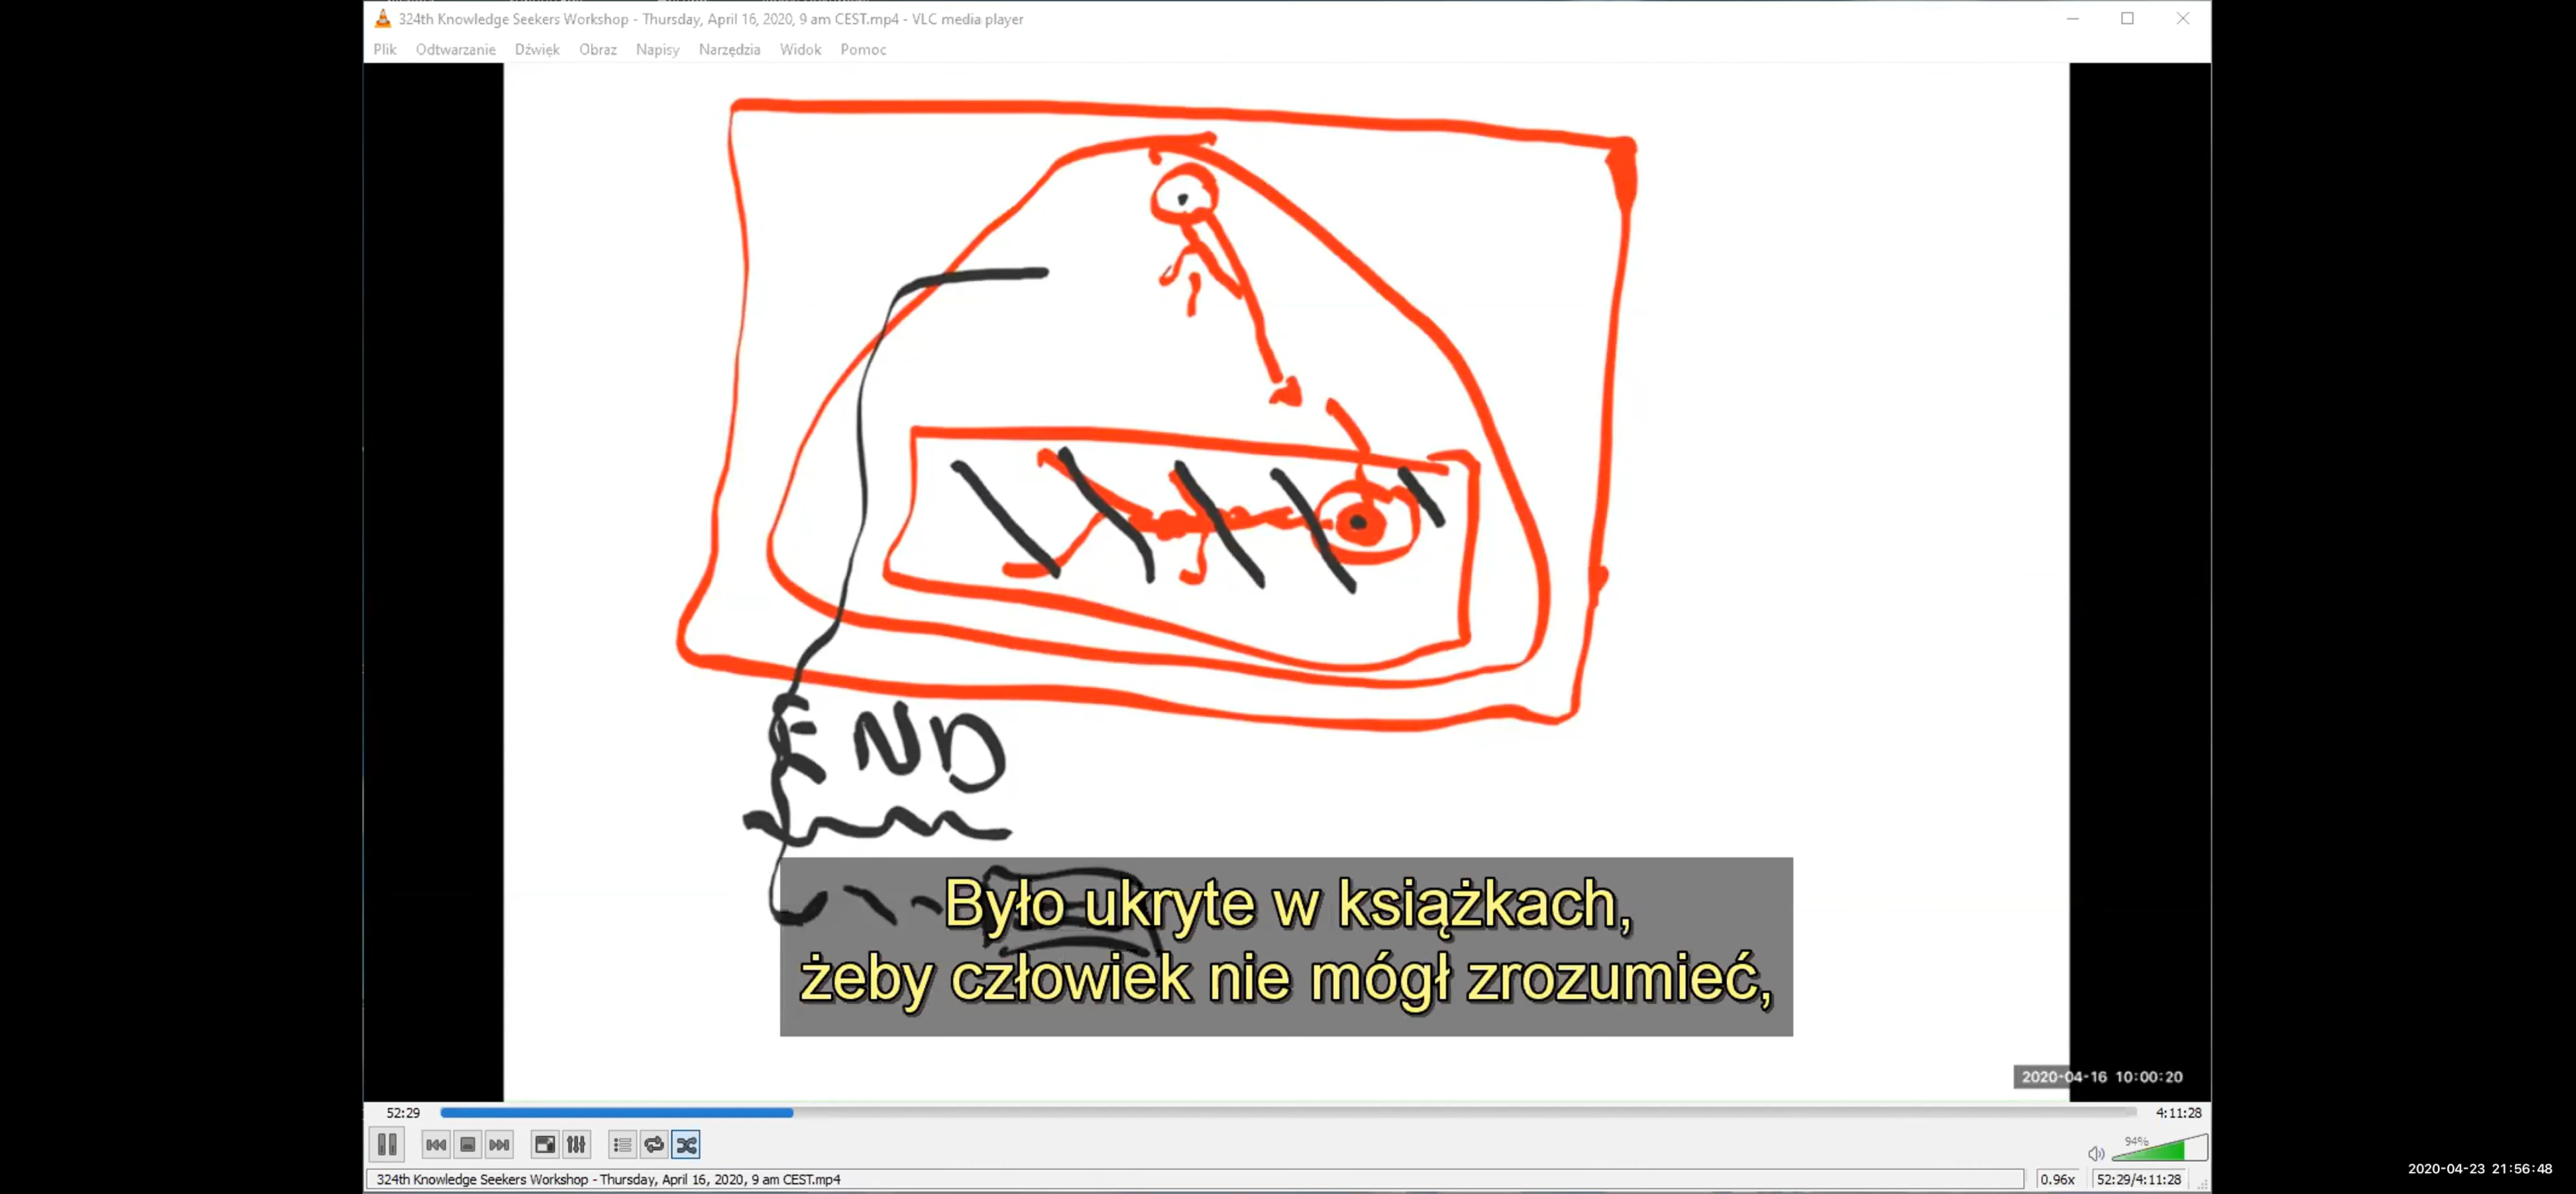 324th Knowledge Seekers Workshop - Thursday, April 16, 2020, 9 am CEST.mp4 - VLC media player
Plik Odtwarzanie Dźwięk Obraz Napisy Narzędzia Widok Pomoc
END
Było ukryte w książkach,
żeby człowiek nie mógł zrozumieć,
2020-04-16 10:00:20
52:29 4:11:28
94%
324th Knowledge Seekers Workshop - Thursday, April 16, 2020, 9 am CEST.mp4 0.96x 52:29/4:11:28
2020-04-23 21:56:48